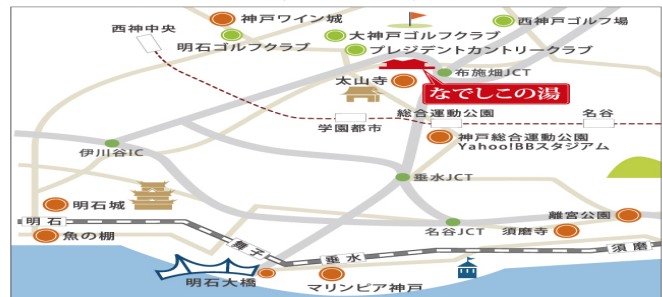 神戸ワイン城
西神戸ゴルフ場
西神中央
大神戸ゴルフクラブ
明石ゴルフクラブ
プレジデントカントリークラブ
布施畑JCT
太山寺
なでしこの湯
総合運動公園
名谷
学園都市
神戸総合運動公園
Yahoo!BBスタジアム
伊川谷IC
垂水JCT
明石城
離宮公園
明石
名谷JCT
須磨寺
魚の棚
舞子
垂水
須磨
明石大橋
マリンピア神戸